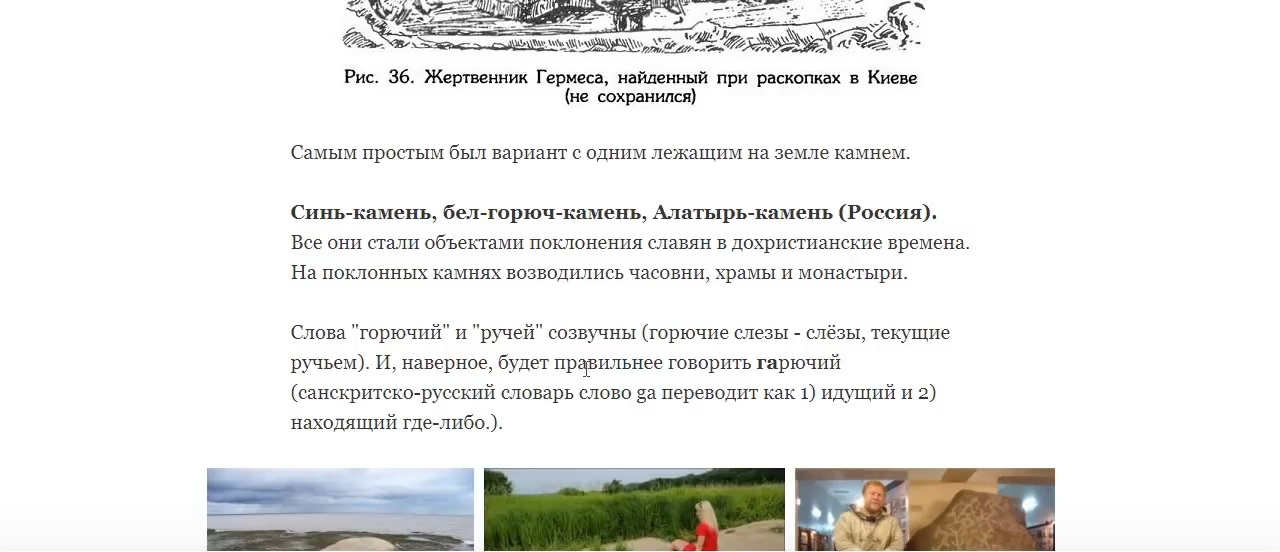 Рис. 36. Жертвенник Гермеса, найденный при раскопках в Киеве
(не сохранился)
Самым простым был вариант с одним лежащим на земле камнем.
Синь-камень, бел-горюч-камень, Алатырь-камень (Россия).
Все они стали объектами поклонения славян в дохристианские времена.
На поклонных камнях возводились часовни, храмы и монастыри.
Слова "горючий" и "ручей" созвучны (горючие слезы - слёзы, текущие
ручьем). И, наверное, будет правильнее говорить гарючий
(санскритско-русский словарь слово ga переводит как 1) идущий и 2)
находящий где-либо.).